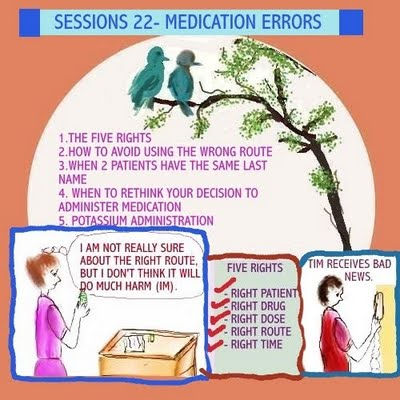 SESSIONS 22- MEDICATION ERRORS
1.THE FIVE RIGHTS
2.HOW TO AVOID USING THE WRONG ROUTE
3.WHEN 2 PATIENTS HAVE THE SAME LAST
NAME
4. WHEN TO RETHINK YOUR DECISION TO
ADMINISTER MEDICATION
5. POTASSIUM ADMINISTRATION
I AM NOT REALLY SURE
ABOUT THE RIGHT ROUTE,
BUT I DON'T THINK IT WILL
DO MUCH HARM (IM).
FIVE RIGHTS
- RIGHT PATIENT
- RIGHT DRUG
- RIGHT DOSE
- RIGHT ROUTE
- RIGHT TIME
TIM RECEIVES BAD
NEWS.